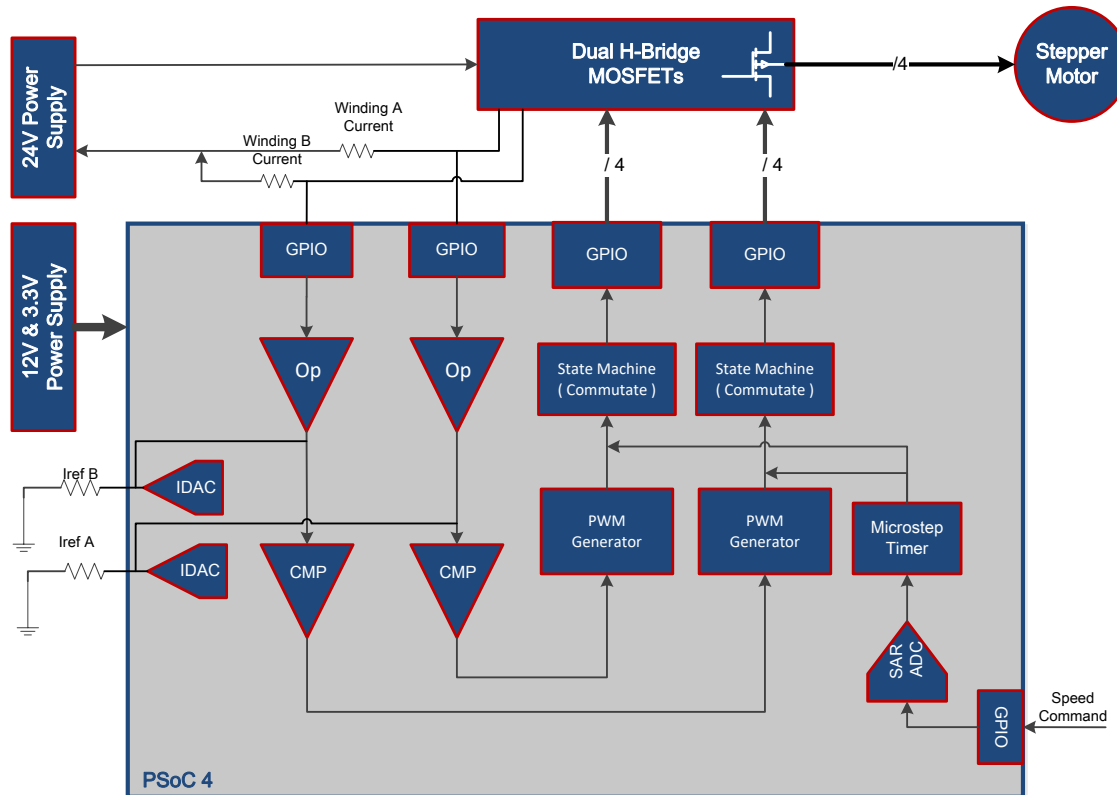 24V Power
Supply
Dual H-Bridge
MOSFETs
/4
Stepper
Motor
Winding A
Current
Winding B
Current
/ 4
/ 4
12V & 3.3V
Power Supply
GPIO
GPIO
GPIO
GPIO
Op
Op
State Machine
( Commutate )
State Machine
( Commutate )
Iref B
IDAC
Iref A
IDAC
CMP
CMP
PWM
Generator
PWM
Generator
Microstep
Timer
SAR
ADC
GPIO
Speed
Command
PSoC 4